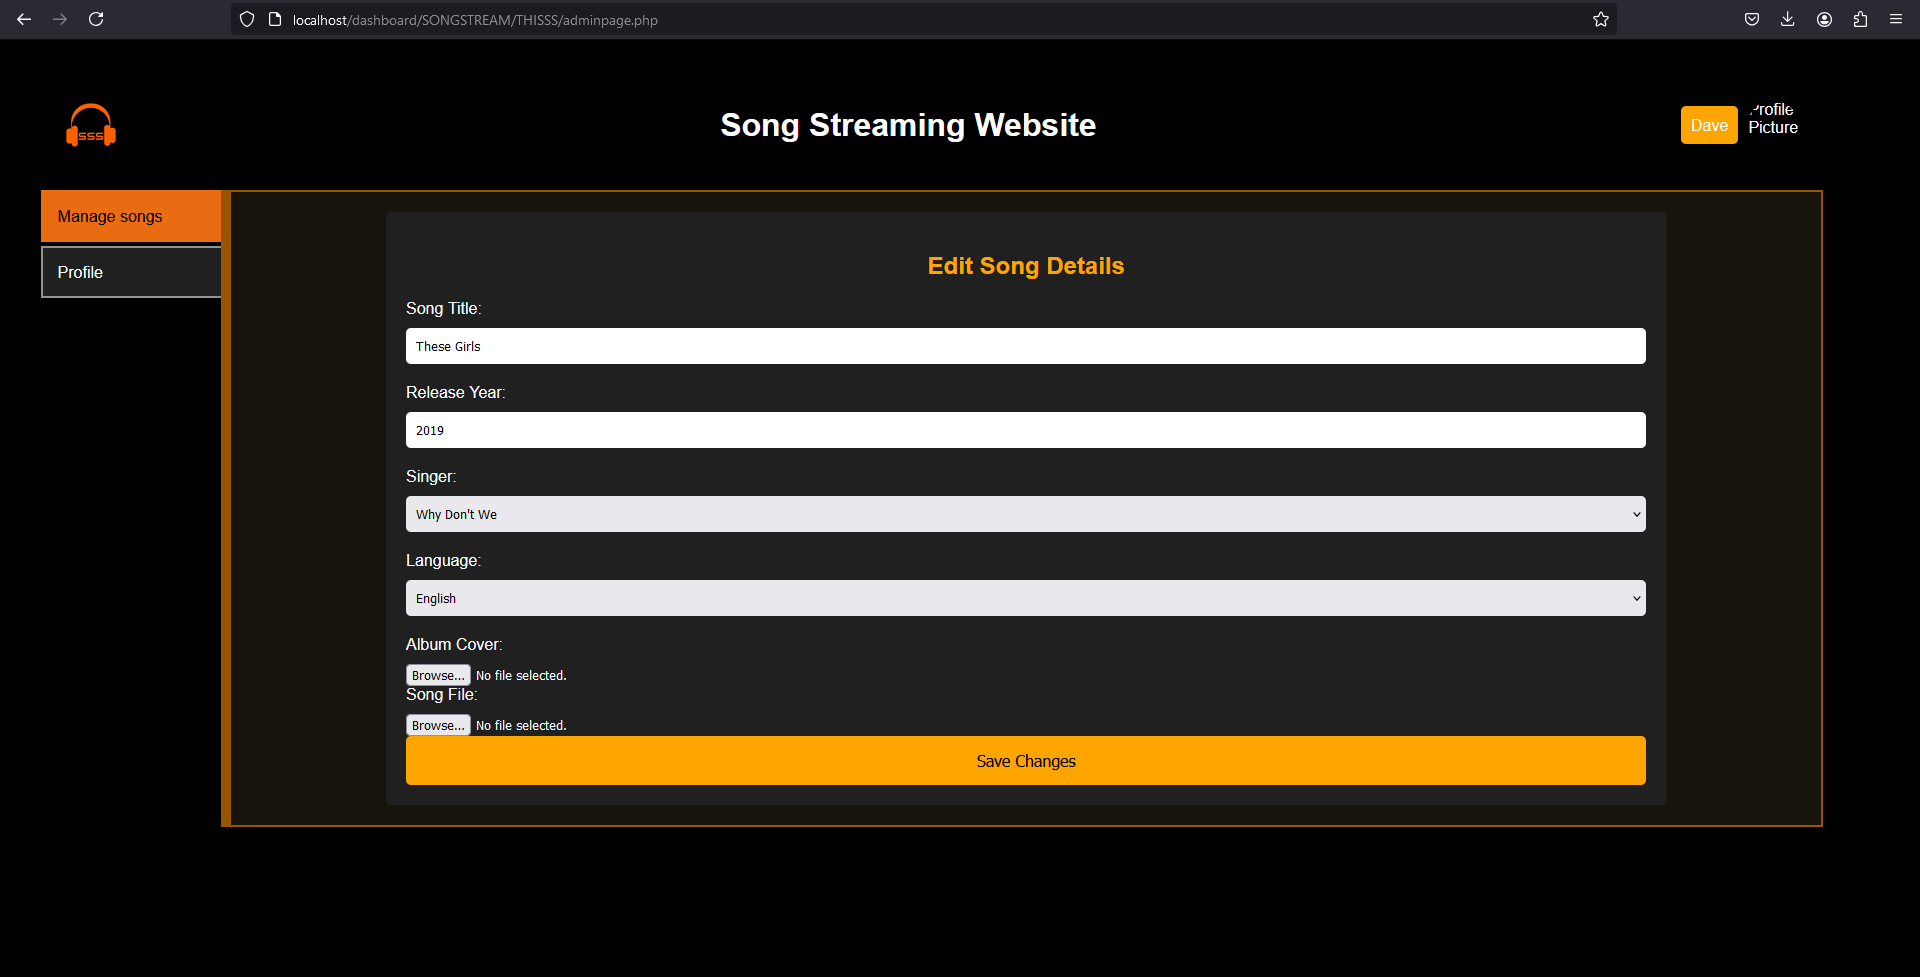 localhost/dashboard/SONGSTREAM/THISSS/adminpage.php
SSS
Song Streaming Website
Dave
Profile
Picture
Manage songs
Profile
Edit Song Details
Song Title:
These Girls
Release Year:
2019
Singer:
Why Don't We
Language:
English
Album Cover:
Browse... No file selected.
Song File:
Browse... No file selected.
Save Changes